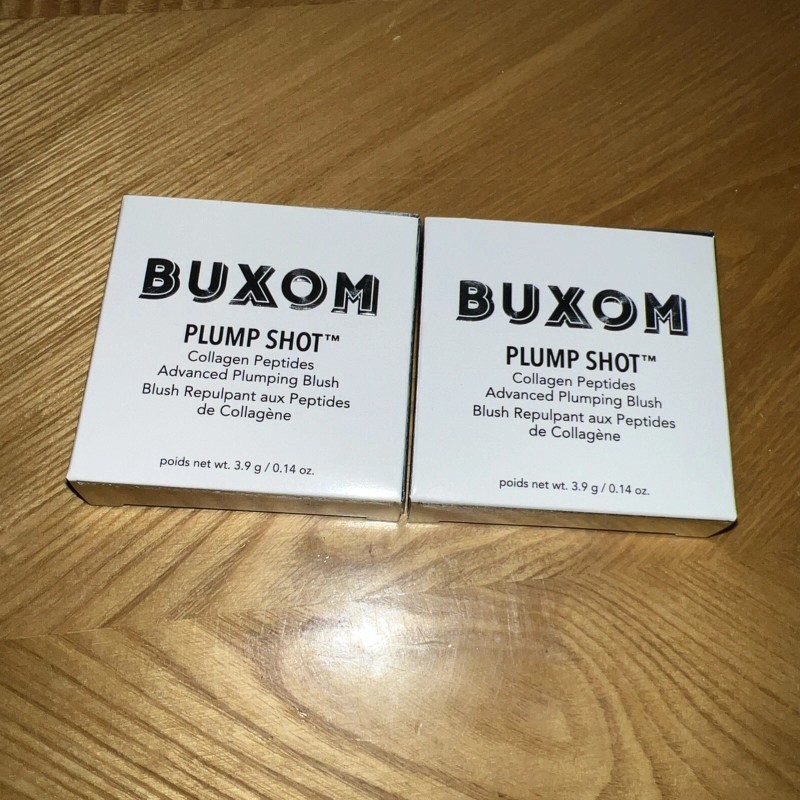 BUXOM
PLUMP SHOT™
Collagen Peptides
Advanced Plumping Blush
Blush Repulpant aux Peptides
de Collagène
poids net wt. 3.9 g / 0.14 oz.
BUXOM
PLUMP SHOT™
Collagen Peptides
Advanced Plumping Blush
Blush Repulpant aux Peptides
de Collagène
poids net wt. 3.9 g / 0.14 oz.